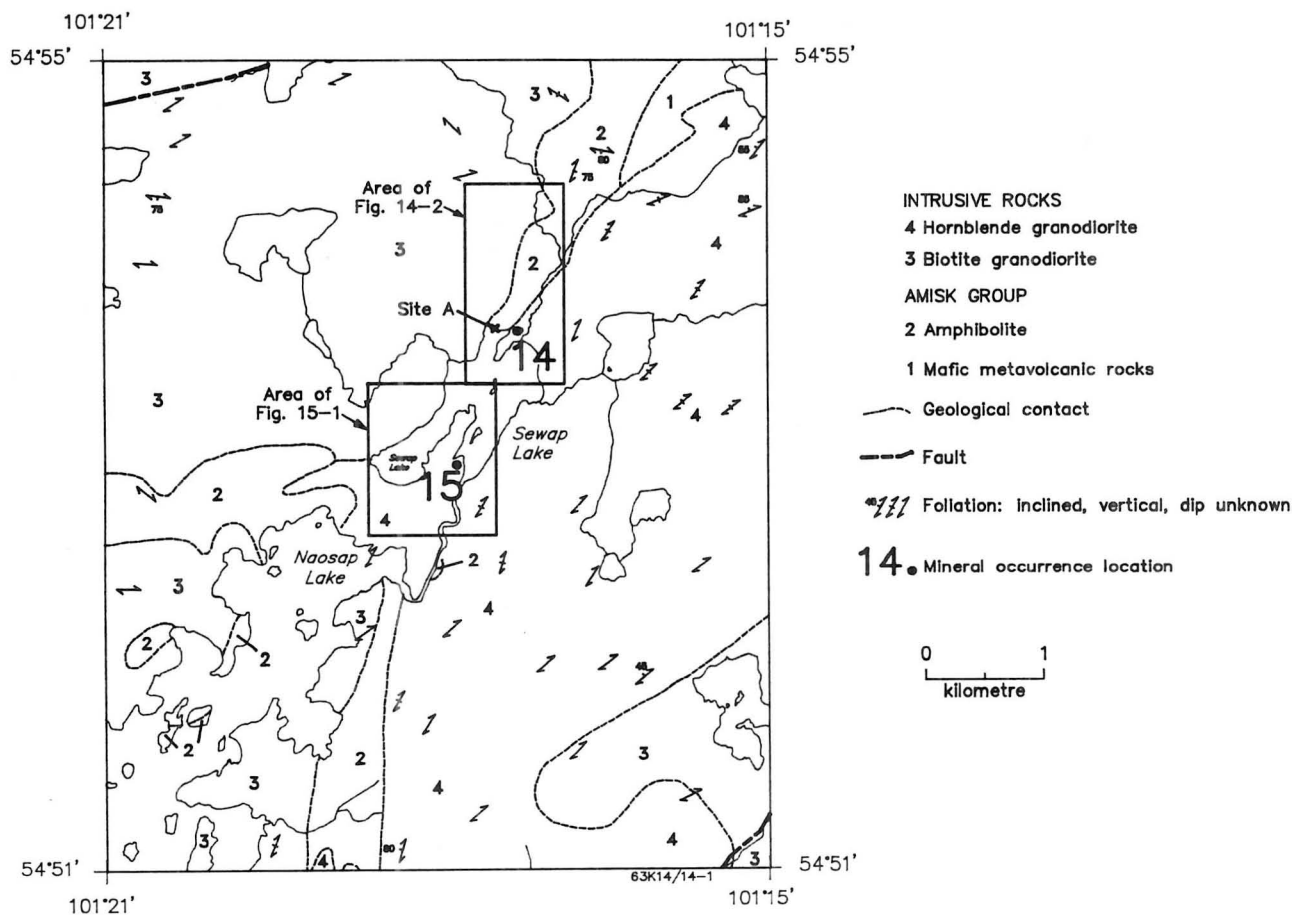 101°21'
101°15'
54°55'
54°55'
3
3
1
4
2
80
75
85
75
Area of
Fig. 14-2
85
3
4
2
Site A
14
3
Area of
Fig. 15-1
4
Sewap
Lake
Sewap
Lake
2
15
4
Naosap
Lake
2
3
4
3
2
2
45
2
3
2
3
4
3
4
80
4
3
54°51'
54°51'
63K14/14-1
101°21'
101°15'
INTRUSIVE ROCKS
4 Hornblende granodiorite
3 Biotite granodiorite
AMISK GROUP
2 Amphibolite
1 Mafic metavolcanic rocks
Geological contact
Fault
Foliation: inclined, vertical, dip unknown
14 Mineral occurrence location
0 1
kilometre